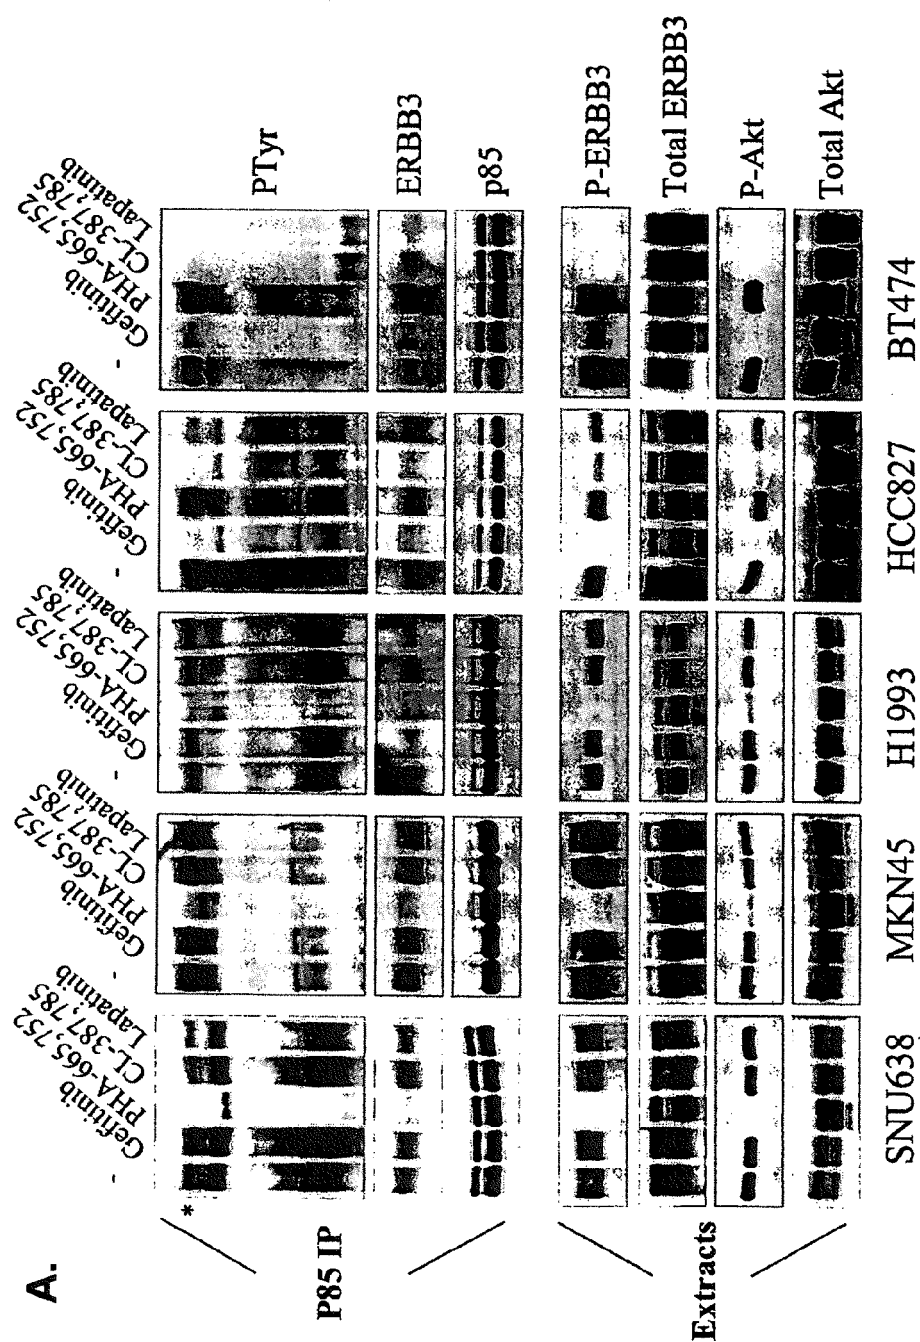 A.
-
Gefitinib
PHA-665,752
CL-387,785
Lapatinib
-
Gefitinib
PHA-665,752
CL-387,785
Lapatinib
-
Gefitinib
PHA-665,752
CL-387,785
Lapatinib
-
Gefitinib
PHA-665,752
CL-387,785
Lapatinib
-
Gefitinib
PHA-665,752
CL-387,785
Lapatinib
*
P85 IP
PTyr
ERBB3
p85
Extracts
P-ERBB3
Total ERBB3
P-Akt
Total Akt
SNU638
MKN45
H1993
HCC827
BT474